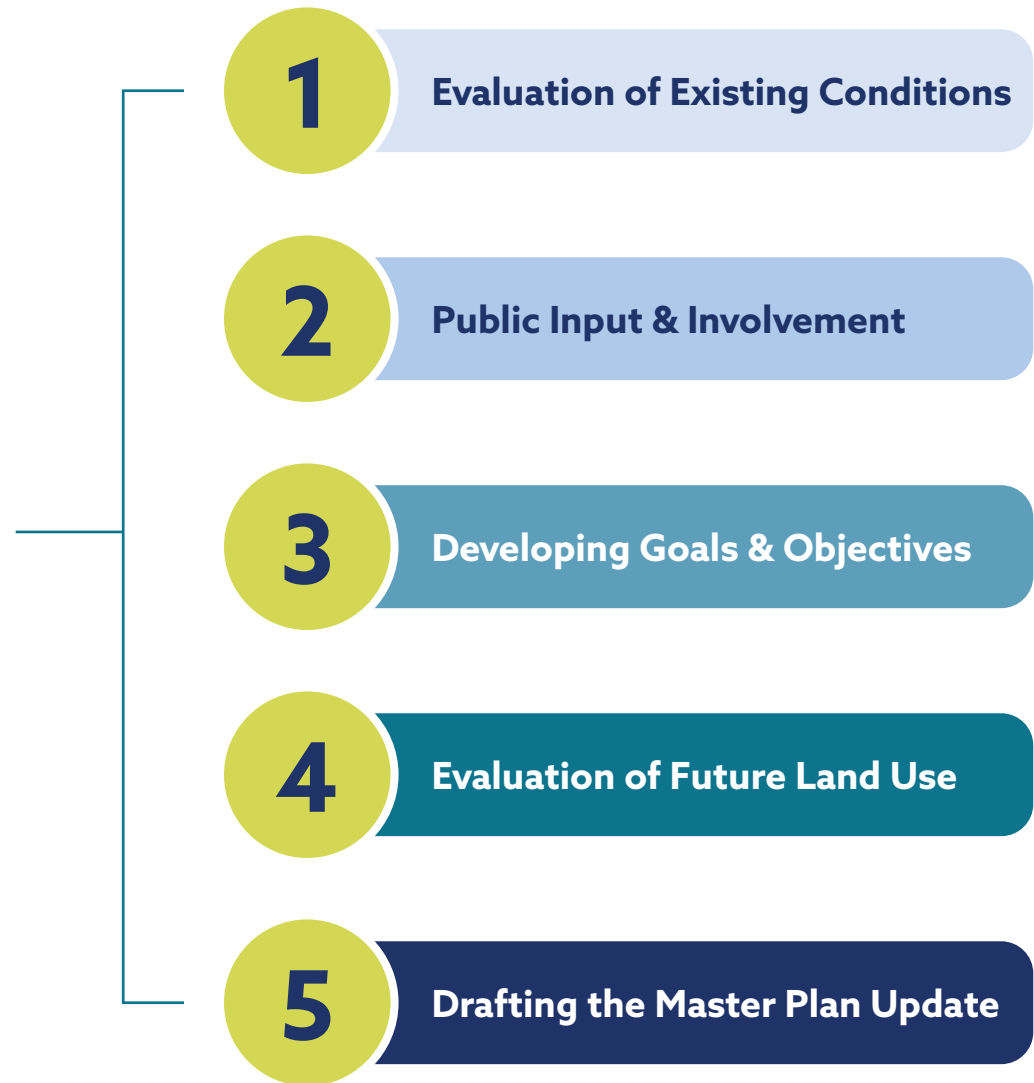 1
Evaluation of Existing Conditions
2
Public Input & Involvement
3
Developing Goals & Objectives
4
Evaluation of Future Land Use
5
Drafting the Master Plan Update